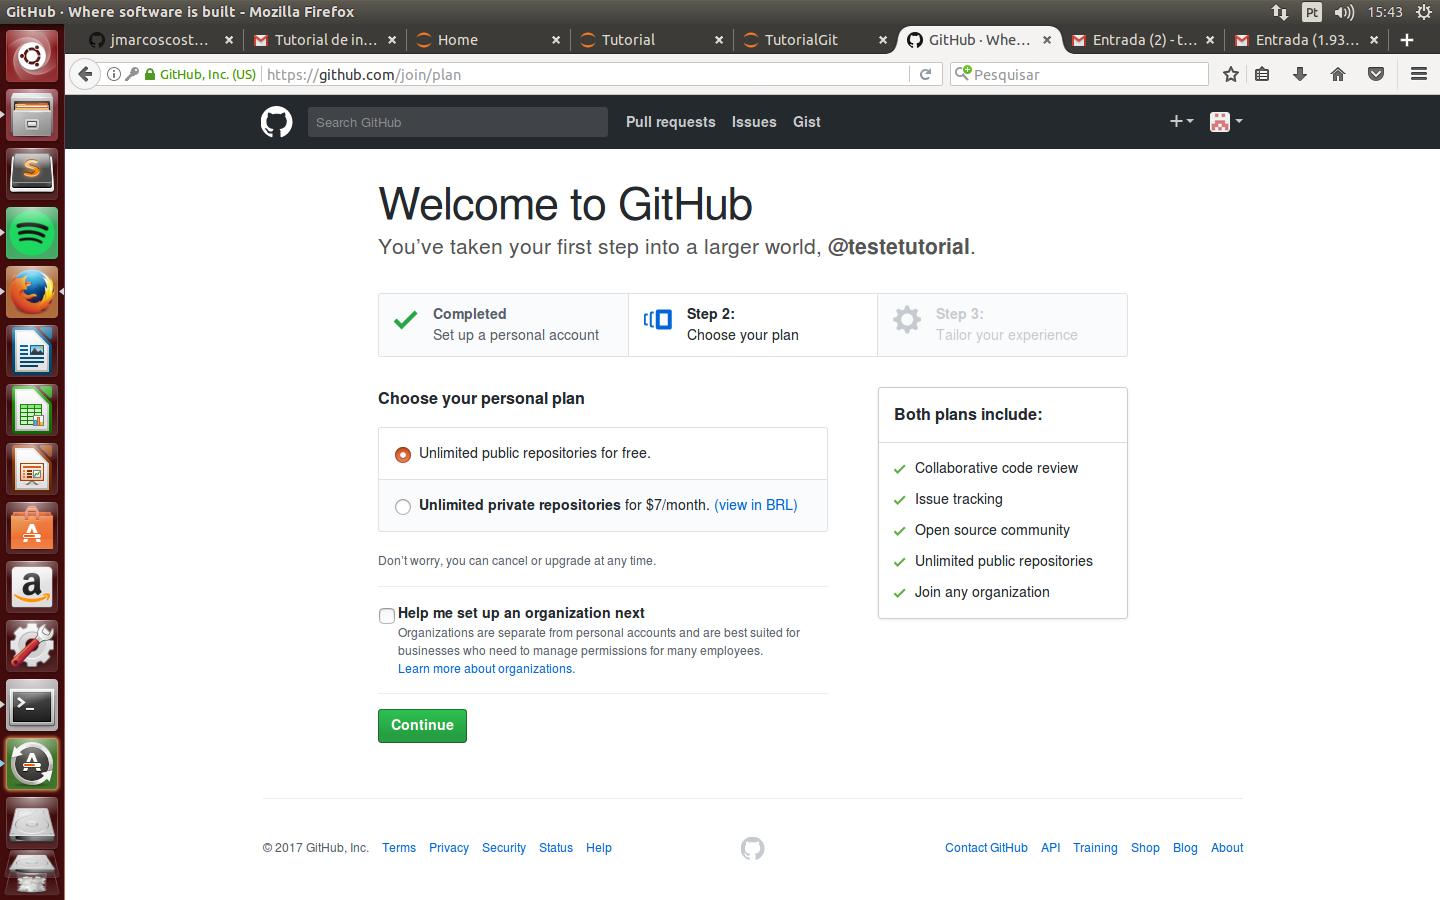 GitHub · Where software is built - Mozilla Firefox
Pt
15:43
jmarcoscost...
Tutorial de in...
Home
Tutorial
TutorialGit
GitHub · Whe...
Entrada (2) - t...
Entrada (1.93...
GitHub, Inc. (US)
https://github.com/join/plan
Pesquisar
Search GitHub
Pull requests
Issues
Gist
Welcome to GitHub
You’ve taken your first step into a larger world, @testetutorial.
Completed
Set up a personal account
Step 2:
Choose your plan
Step 3:
Tailor your experience
Choose your personal plan
Unlimited public repositories for free.
Unlimited private repositories for $7/month. (view in BRL)
Don’t worry, you can cancel or upgrade at any time.
Help me set up an organization next
Organizations are separate from personal accounts and are best suited for
businesses who need to manage permissions for many employees.
Learn more about organizations.
Continue
Both plans include:
Collaborative code review
Issue tracking
Open source community
Unlimited public repositories
Join any organization
© 2017 GitHub, Inc.
Terms
Privacy
Security
Status
Help
Contact GitHub
API
Training
Shop
Blog
About